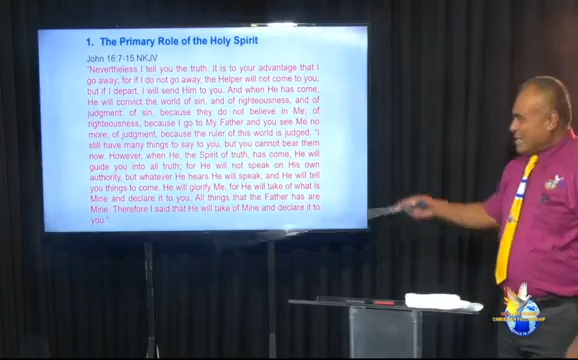 1. The Primary Role of the Holy Spirit
John 16:7-15 NKJV
"Nevertheless I tell you the truth. It is to your advantage that I
go away; for if I do not go away, the Helper will not come to you;
but if I depart, I will send Him to you. And when He has come,
He will convict the world of sin, and of righteousness, and of
judgment: of sin, because they do not believe in Me; of
righteousness, because I go to My Father and you see Me no
more; of judgment, because the ruler of this world is judged. "I
still have many things to say to you, but you cannot bear them
now. However, when He, the Spirit of truth, has come, He will
guide you into all truth; for He will not speak on His own
authority, but whatever He hears He will speak; and He will tell
you things to come. He will glorify Me, for He will take of what is
Mine and declare it to you. All things that the Father has are
Mine. Therefore I said that He will take of Mine and declare it to
you."